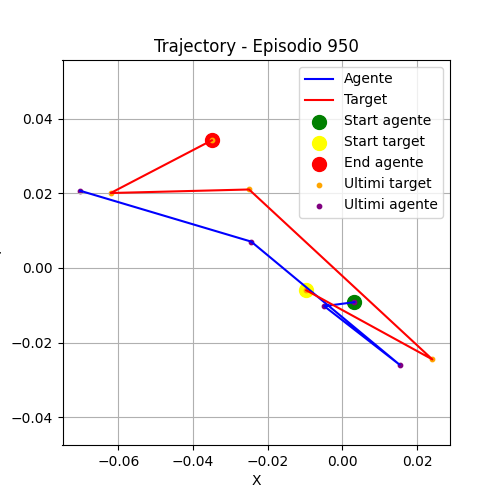 Trajectory - Episodio 950
Agente
Target
Start agente
Start target
End agente
Ultimi target
Ultimi agente
0.04
0.02
0.00
−0.02
−0.04
−0.06
−0.04
−0.02
0.00
0.02
X